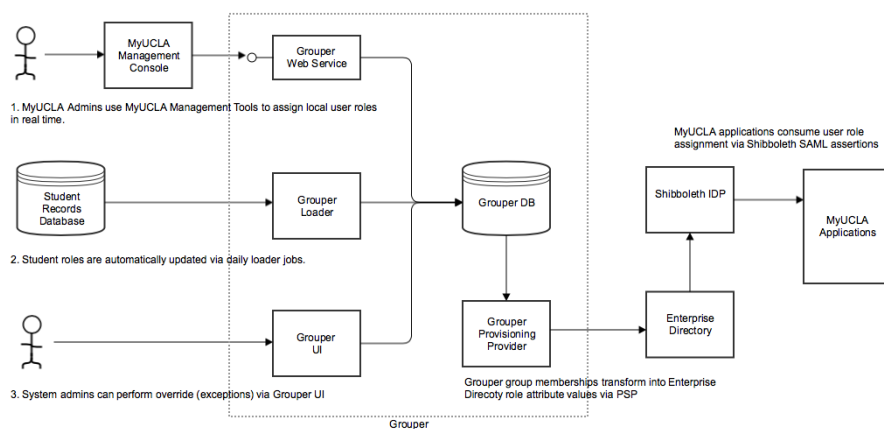 MyUCLA
Management
Console
Grouper
Web Service
1. MyUCLA Admins use MyUCLA Management Tools to assign local user roles
in real time.
MyUCLA applications consume user role
assignment via Shibboleth SAML assertions
Student
Records
Database
Grouper
Loader
Grouper DB
Shibboleth IDP
MyUCLA
Applications
2. Student roles are automatically updated via daily loader jobs.
Grouper
UI
Grouper
Provisioning
Provider
Enterprise
Directory
3. System admins can perform override (exceptions) via Grouper UI
Grouper group memberships transform into Enterprise
Direcoty role attribute values via PSP
Grouper